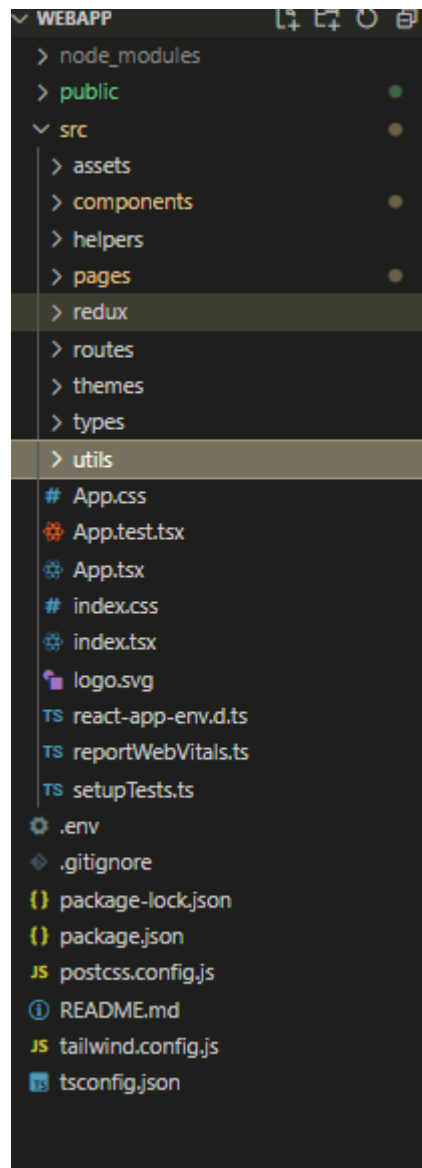 WEBAPP
node_modules
public
src
assets
components
helpers
pages
redux
routes
themes
types
utils
# App.css
App.test.tsx
App.tsx
# index.css
index.tsx
logo.svg
TS react-app-env.d.ts
TS reportWebVitals.ts
TS setupTests.ts
.env
.gitignore
{} package-lock.json
{} package.json
JS postcss.config.js
README.md
JS tailwind.config.js
TS tsconfig.json